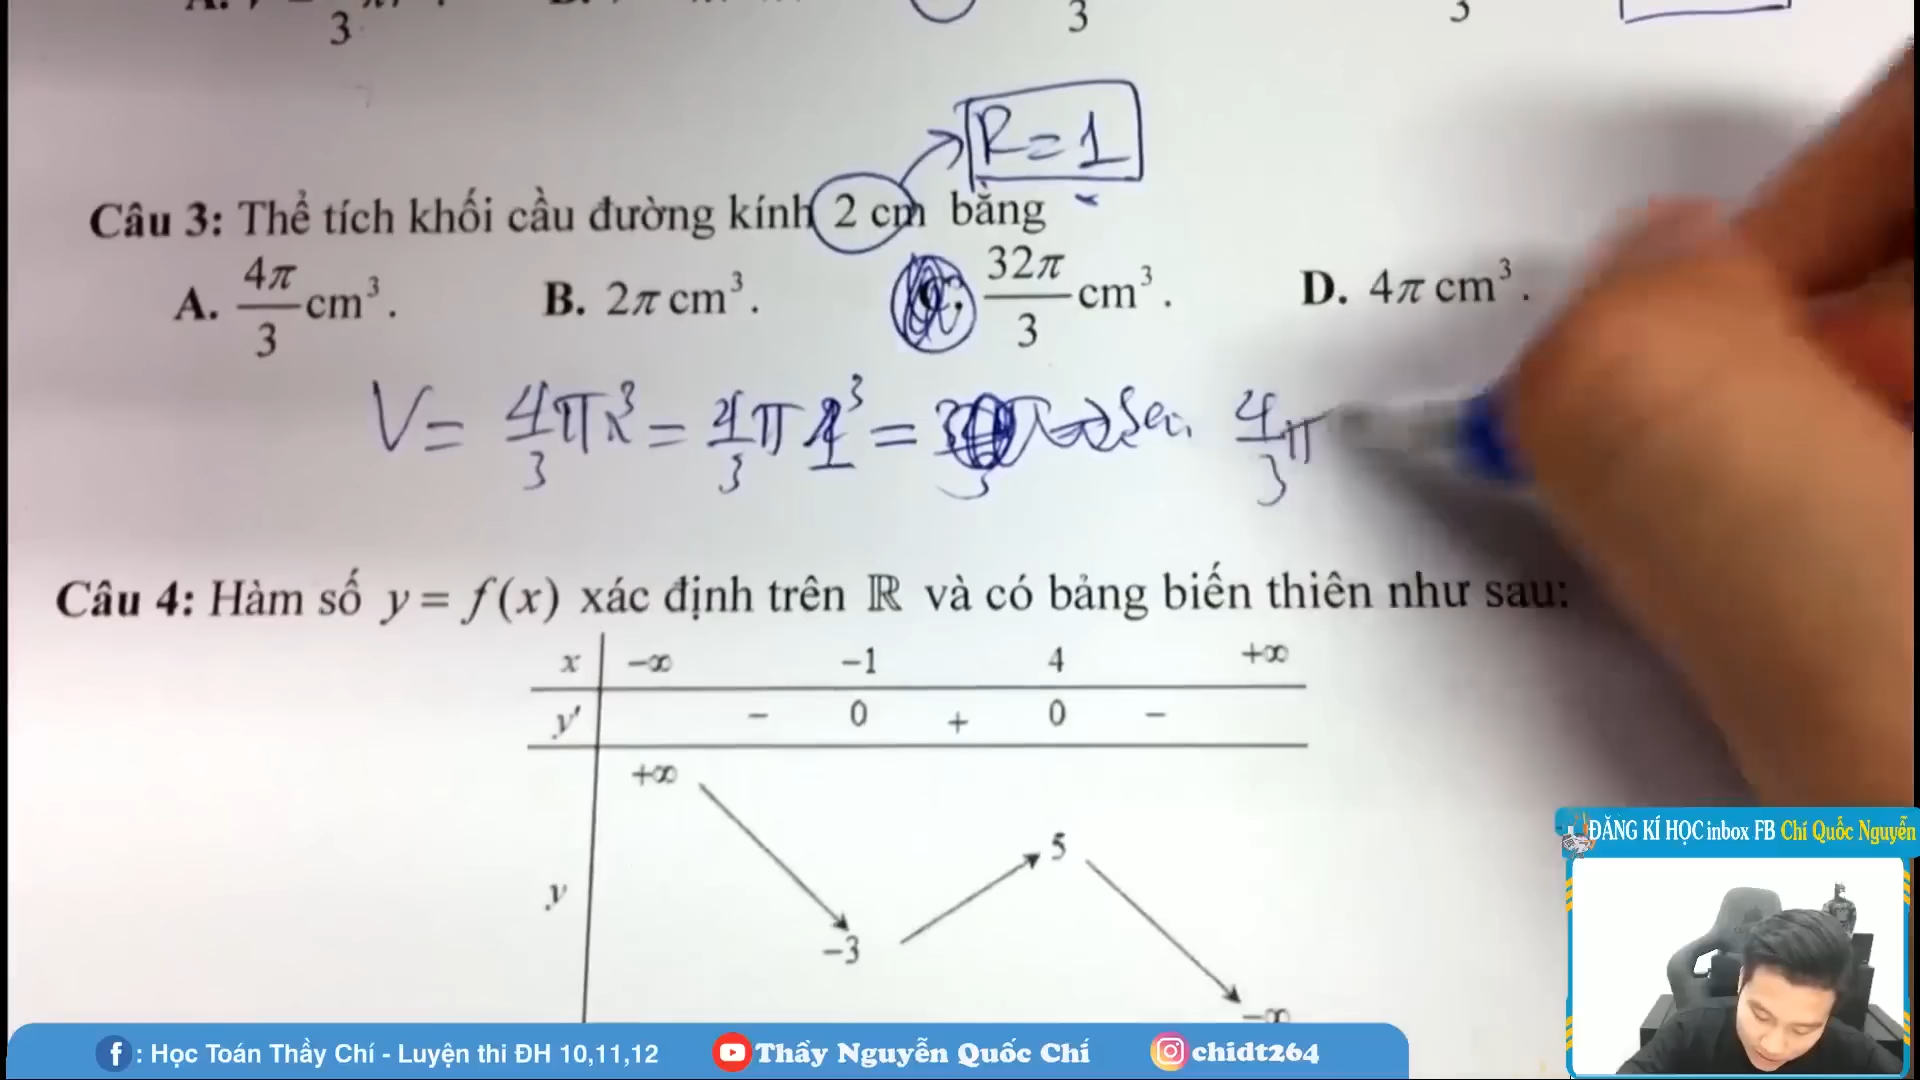 R = 1
Câu 3: Thể tích khối cầu đường kính 2 cm bằng
A. 4π/3 cm³. B. 2π cm³. C. 32π/3 cm³. D. 4π cm³.
V = 4/3 πR³ = 4/3 π 1³ = 4/3 π
Câu 4: Hàm số y = f(x) xác định trên ℝ và có bảng biến thiên như sau:
x −∞ −1 4 +∞
y' − 0 + 0 −
+∞ 5
y
−3 −∞
ĐĂNG KÍ HỌC inbox FB Chí Quốc Nguyễn
: Học Toán Thầy Chí - Luyện thi ĐH 10,11,12 Thầy Nguyễn Quốc Chí chidt264